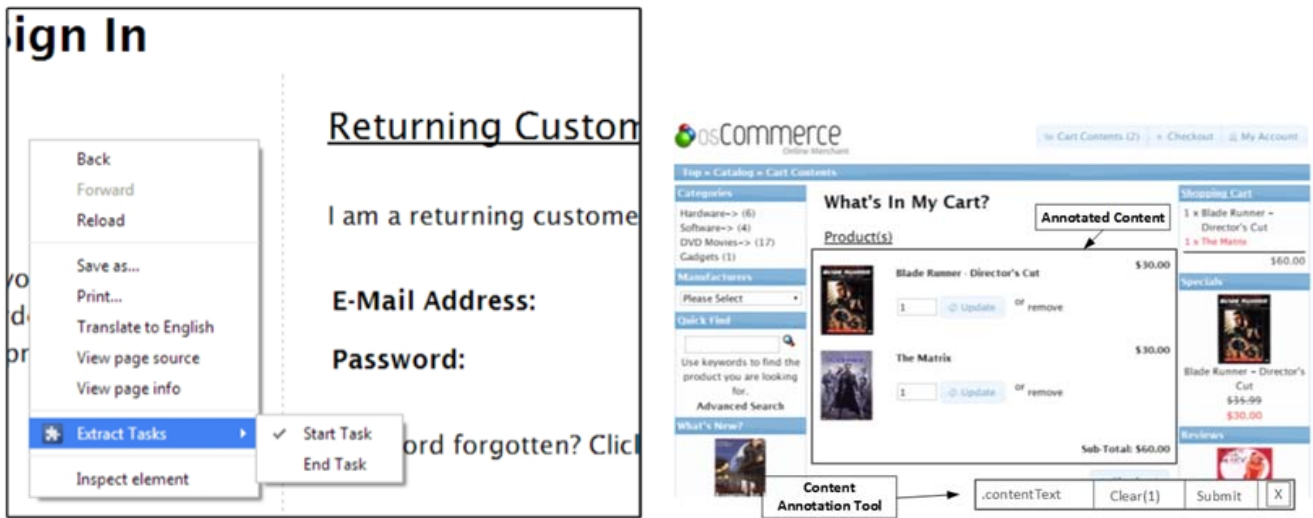 Sign In
Returning Custom
I am a returning custome
E-Mail Address:
Password:
ord forgotten? Clic
yo
d
pr
Back
Forward
Reload
Save as...
Print...
Translate to English
View page source
View page info
Extract Tasks
Inspect element
Start Task
End Task
osCommerce
Online Merchant
Cart Contents (2)
Checkout
My Account
Top » Catalog » Cart Contents
Categories
Hardware-> (6)
Software-> (4)
DVD Movies-> (17)
Gadgets (1)
Manufacturers
Please Select
Quick Find
Use keywords to find the
product you are looking
for.
Advanced Search
What's New?
What's In My Cart?
Annotated Content
Product(s)
Blade Runner - Director's Cut
$30.00
1 Update or remove
The Matrix
$30.00
1 Update or remove
Sub-Total: $60.00
Shopping Cart
1 x Blade Runner -
Director's Cut
1 x The Matrix
$60.00
Specials
Blade Runner - Director's
Cut
$35.99
$30.00
Reviews
Content
Annotation Tool
.contentText
Clear(1)
Submit
X